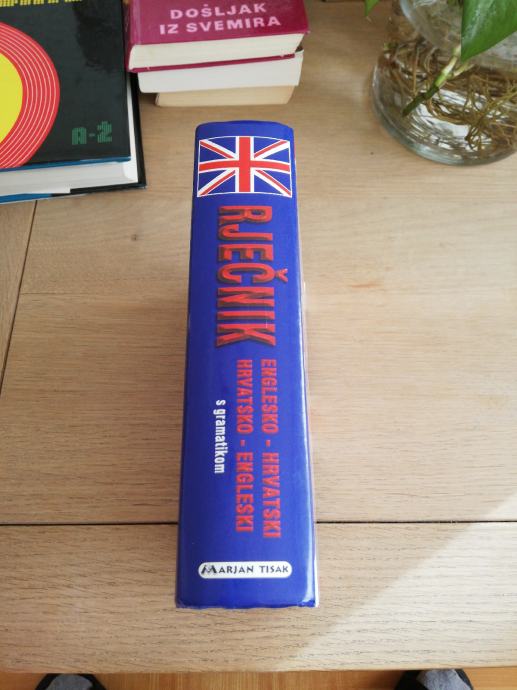 DOŠLJAK
IZ SVEMIRA
A-Ž
RJEČNIK
ENGLESKO - HRVATSKI
HRVATSKO - ENGLESKI
s gramatikom
MARJAN TISAK